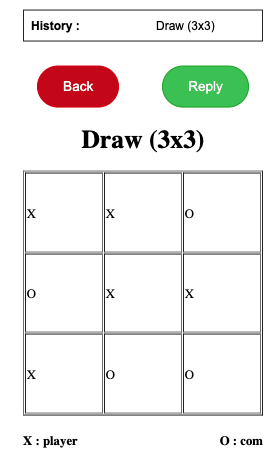 History : Draw (3x3)
Back Reply
Draw (3x3)
X X O
O X X
X O O
X : player O : com